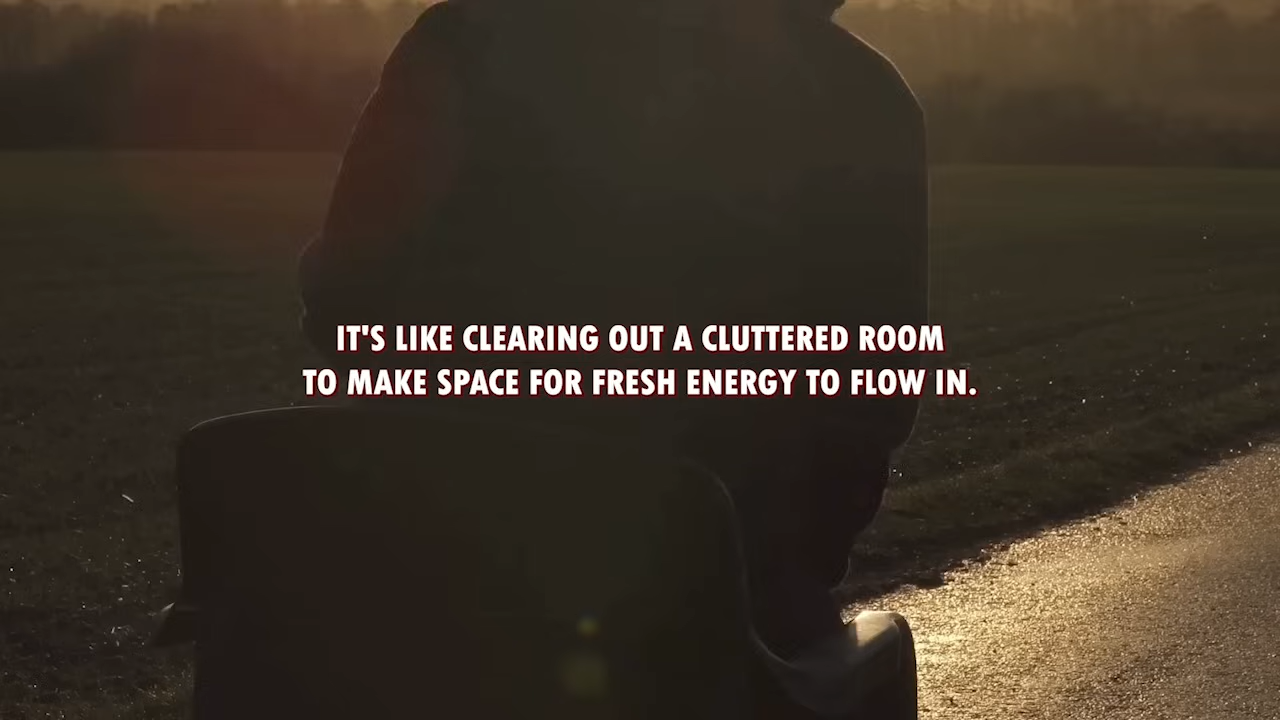 IT'S LIKE CLEARING OUT A CLUTTERED ROOM
TO MAKE SPACE FOR FRESH ENERGY TO FLOW IN.